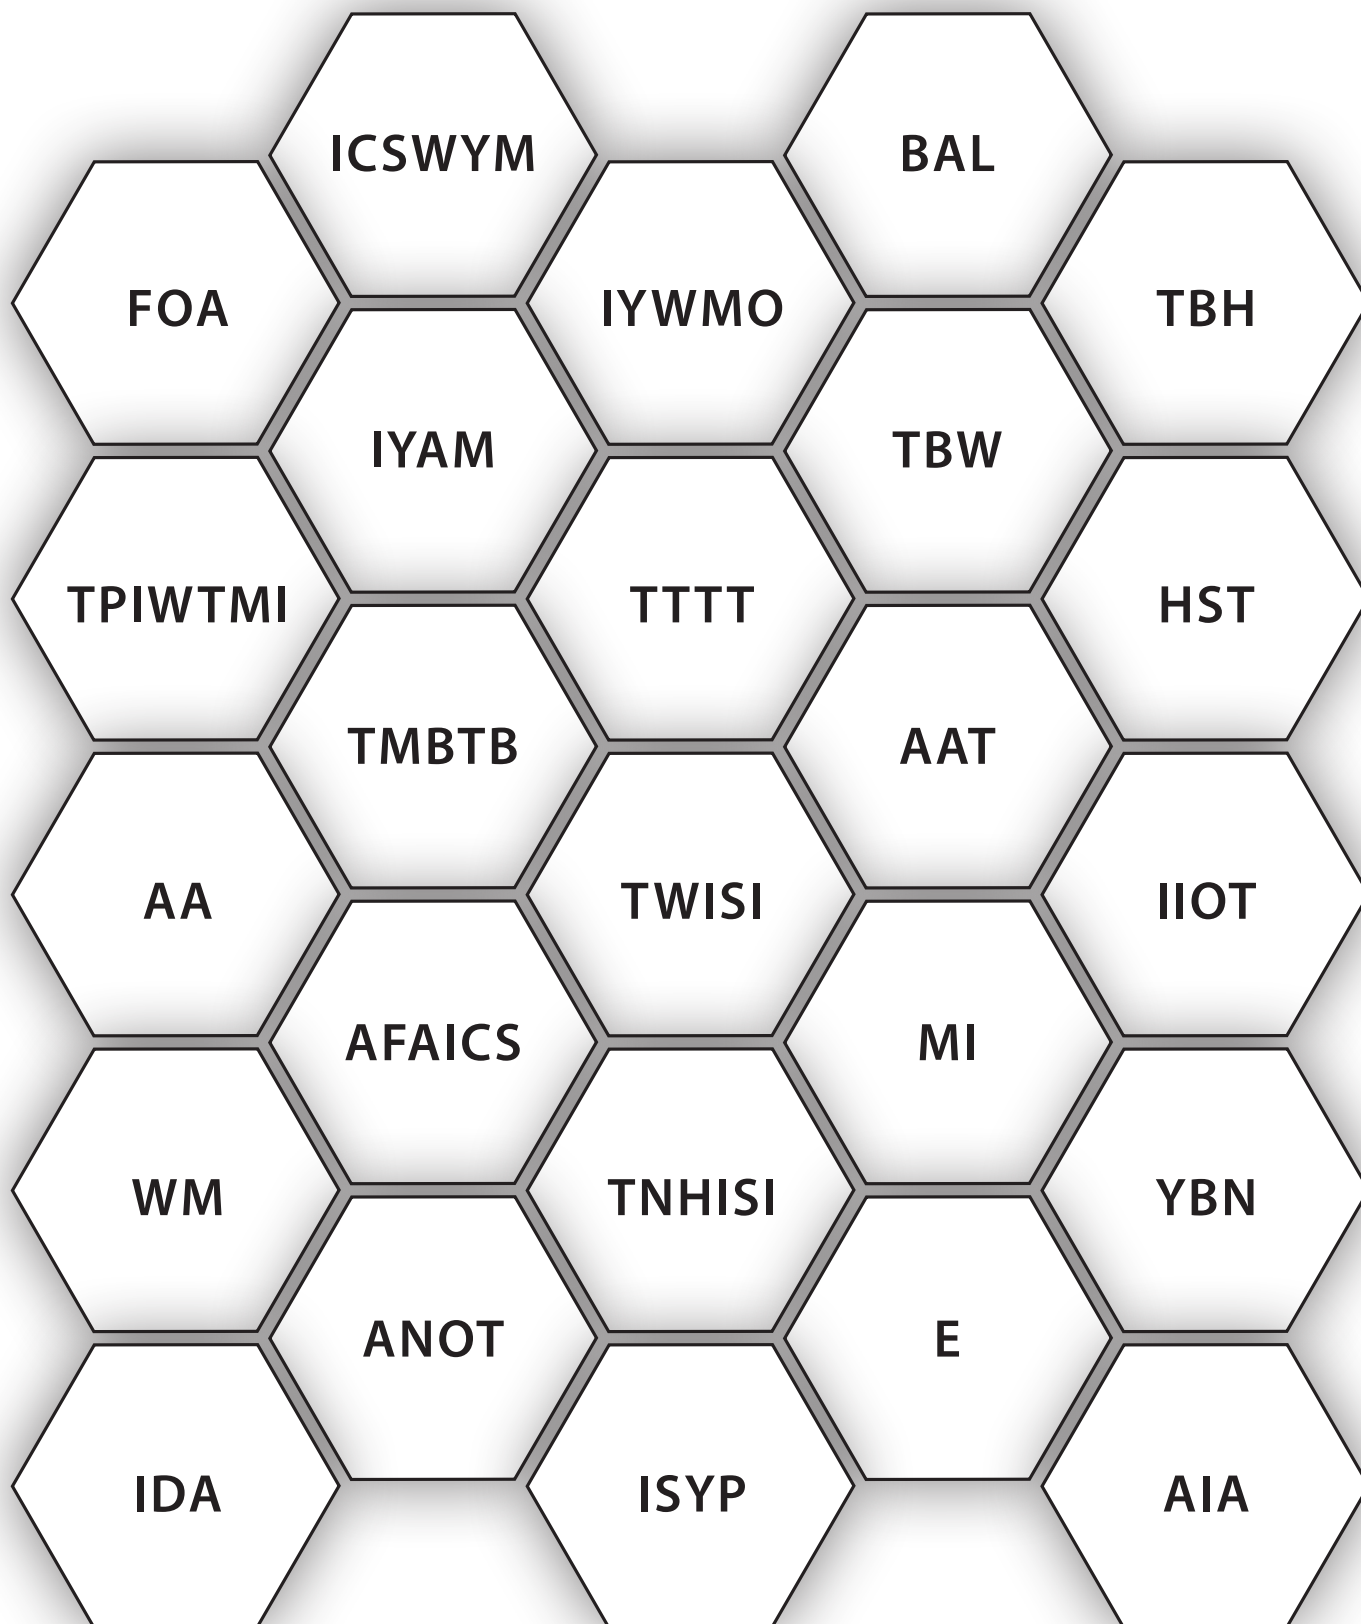 ICSWYM
BAL
FOA
IYWMO
TBH
IYAM
TBW
TPIWTMI
TTTT
HST
TMBTB
AAT
AA
TWISI
IIOT
AFAICS
MI
WM
TNHISI
YBN
ANOT
E
IDA
ISYP
AIA